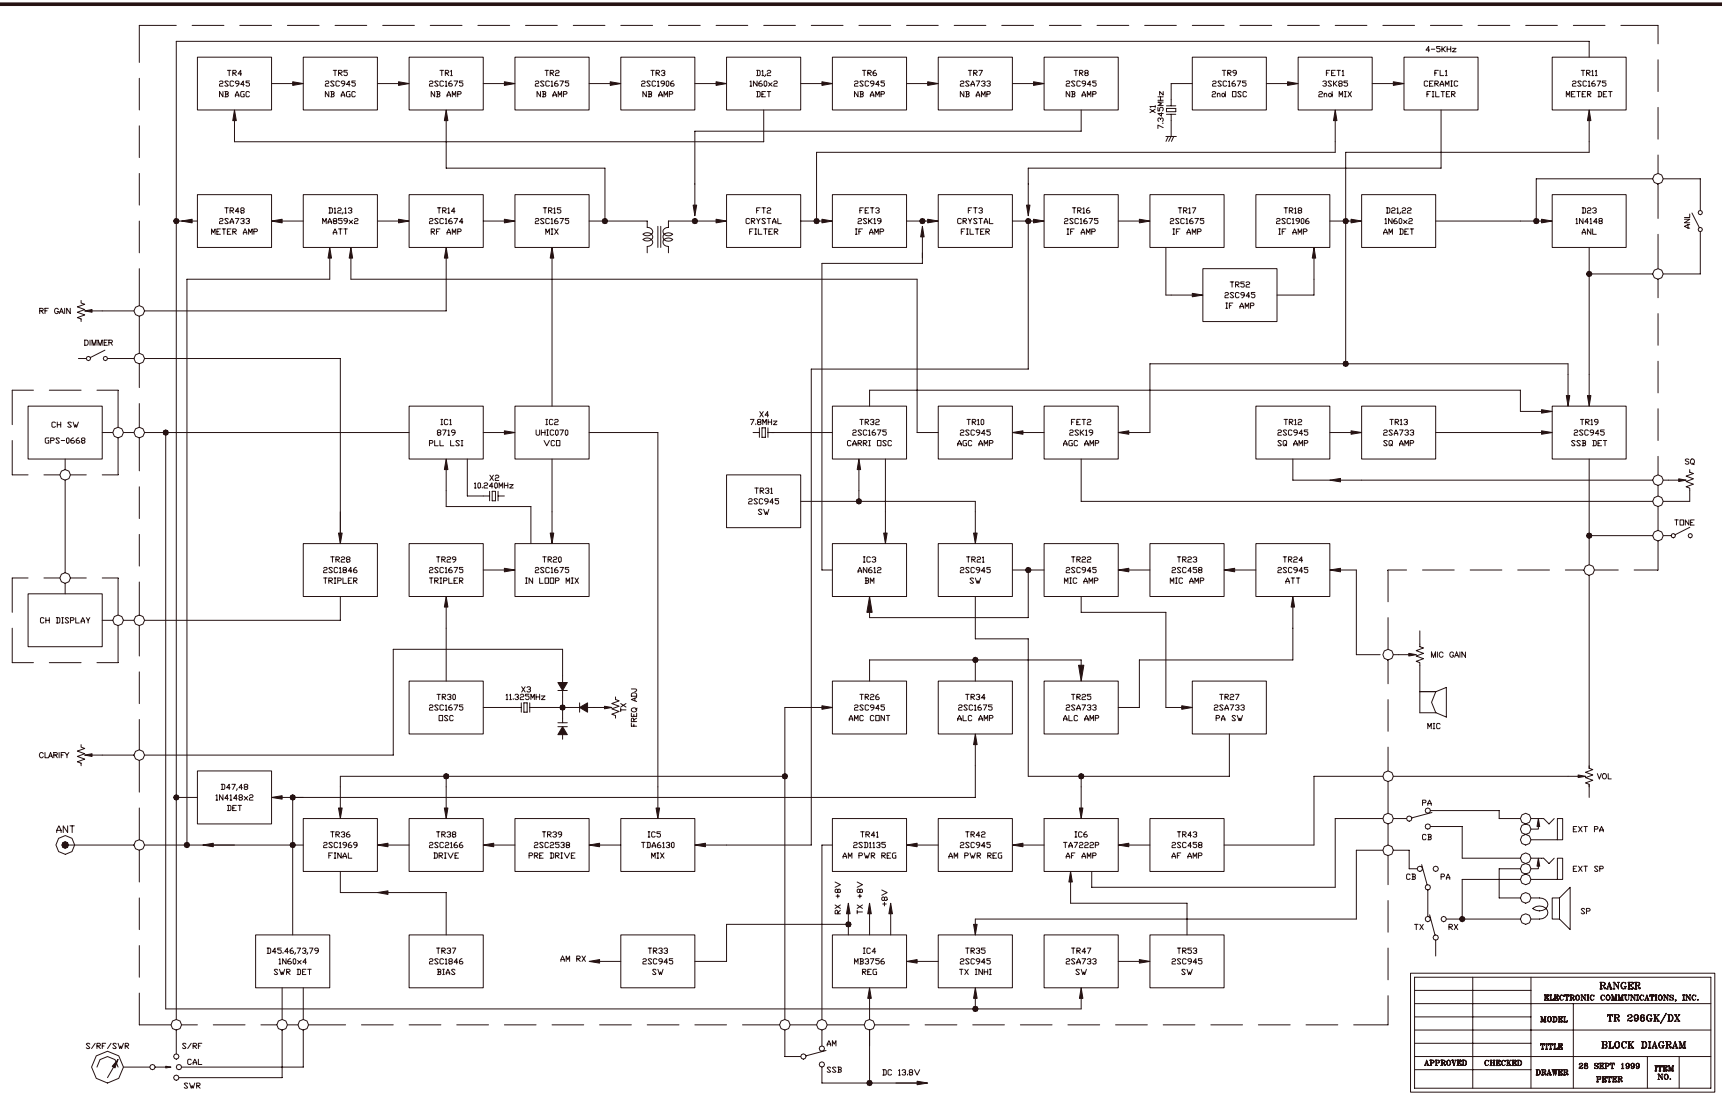 4-5KHz
TR4
2SC945
NB AGC
TR5
2SC945
NB AGC
TR1
2SC1675
NB AMP
TR2
2SC1675
NB AMP
TR3
2SC1906
NB AMP
D1,2
1N60x2
DET
TR6
2SC945
NB AMP
TR7
2SA733
NB AMP
TR8
2SC945
NB AMP
X1
7.345MHz
TR9
2SC1675
2nd OSC
FET1
3SK85
2nd MIX
FL1
CERAMIC
FILTER
TR11
2SC1675
METER DET
TR48
2SA733
METER AMP
D12,13
MA859x2
ATT
TR14
2SC1674
RF AMP
TR15
2SC1675
MIX
FT2
CRYSTAL
FILTER
FET3
2SK19
IF AMP
FT3
CRYSTAL
FILTER
TR16
2SC1675
IF AMP
TR17
2SC1675
IF AMP
TR18
2SC1906
IF AMP
D21,22
1N60x2
AM DET
D23
1N4148
ANL
ANL
TR52
2SC945
IF AMP
RF GAIN
DIMMER
CH SW
GPS-0668
IC1
8719
PLL LSI
IC2
UHIC070
VCO
X4
7.8MHz
TR32
2SC1675
CARRI OSC
TR10
2SC945
AGC AMP
FET2
2SK19
AGC AMP
TR12
2SC945
SQ AMP
TR13
2SA733
SQ AMP
TR19
2SC945
SSB DET
SQ
X2
10.240MHz
TR31
2SC945
SW
TONE
TR28
2SC1846
TRIPLER
TR29
2SC1675
TRIPLER
TR20
2SC1675
IN LOOP MIX
IC3
AN612
BM
TR21
2SC945
SW
TR22
2SC945
MIC AMP
TR23
2SC458
MIC AMP
TR24
2SC945
ATT
CH DISPLAY
MIC GAIN
TR30
2SC1675
OSC
X3
11.325MHz
TX
FREQ ADJ
TR26
2SC945
AMC CONT
TR34
2SC1675
ALC AMP
TR25
2SA733
ALC AMP
TR27
2SA733
PA SW
MIC
CLARIFY
D47,48
1N4148x2
DET
VOL
ANT
TR36
2SC1969
FINAL
TR38
2SC2166
DRIVE
TR39
2SC2538
PRE DRIVE
IC5
TDA6130
MIX
TR41
2SD1135
AM PWR REG
TR42
2SC945
AM PWR REG
IC6
TA7222P
AF AMP
TR43
2SC458
AF AMP
PA
CB
EXT PA
CB
PA
EXT SP
SP
TX
RX
RX +8V
TX +8V
+8V
D45.46,73,79
1N60x4
SWR DET
TR37
2SC1846
BIAS
AM RX
TR33
2SC945
SW
IC4
MB3756
REG
TR35
2SC945
TX INHI
TR47
2SA733
SW
TR53
2SC945
SW
S/RF/SWR
S/RF
CAL
SWR
AM
SSB
DC 13.8V
RANGER
ELECTRONIC COMMUNICATIONS, INC.
MODEL
TR 296GK/DX
TITLE
BLOCK DIAGRAM
APPROVED
CHECKED
DRAWER
28 SEPT 1999
PETER
ITEM
NO.